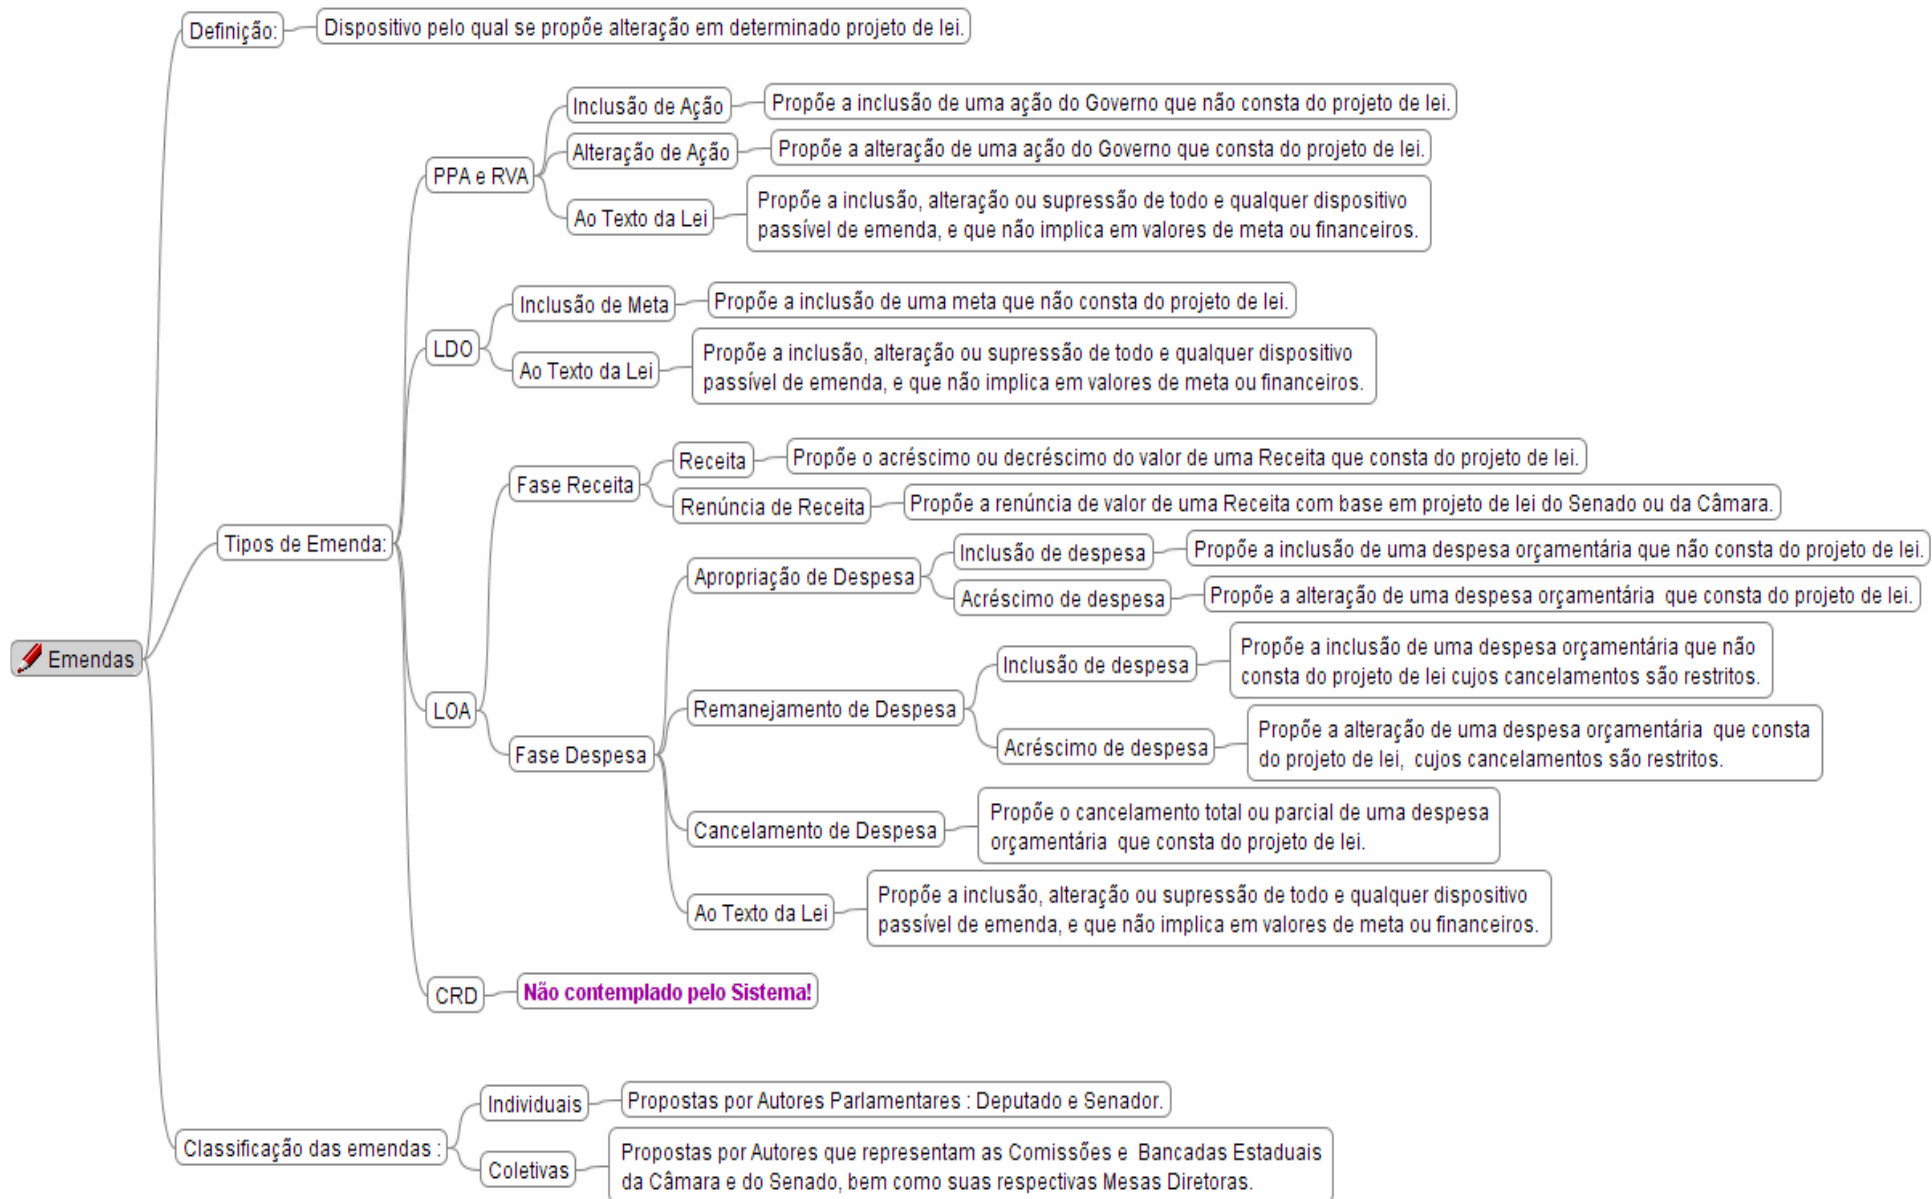 Emendas
Definição:
Dispositivo pelo qual se propõe alteração em determinado projeto de lei.
Tipos de Emenda:
PPA e RVA
Inclusão de Ação
Propõe a inclusão de uma ação do Governo que não consta do projeto de lei.
Alteração de Ação
Propõe a alteração de uma ação do Governo que consta do projeto de lei.
Ao Texto da Lei
Propõe a inclusão, alteração ou supressão de todo e qualquer dispositivo
passível de emenda, e que não implica em valores de meta ou financeiros.
LDO
Inclusão de Meta
Propõe a inclusão de uma meta que não consta do projeto de lei.
Ao Texto da Lei
Propõe a inclusão, alteração ou supressão de todo e qualquer dispositivo
passível de emenda, e que não implica em valores de meta ou financeiros.
LOA
Fase Receita
Receita
Propõe o acréscimo ou decréscimo do valor de uma Receita que consta do projeto de lei.
Renúncia de Receita
Propõe a renúncia de valor de uma Receita com base em projeto de lei do Senado ou da Câmara.
Fase Despesa
Apropriação de Despesa
Inclusão de despesa
Propõe a inclusão de uma despesa orçamentária que não consta do projeto de lei.
Acréscimo de despesa
Propõe a alteração de uma despesa orçamentária que consta do projeto de lei.
Remanejamento de Despesa
Inclusão de despesa
Propõe a inclusão de uma despesa orçamentária que não
consta do projeto de lei cujos cancelamentos são restritos.
Acréscimo de despesa
Propõe a alteração de uma despesa orçamentária que consta
do projeto de lei, cujos cancelamentos são restritos.
Cancelamento de Despesa
Propõe o cancelamento total ou parcial de uma despesa
orçamentária que consta do projeto de lei.
Ao Texto da Lei
Propõe a inclusão, alteração ou supressão de todo e qualquer dispositivo
passível de emenda, e que não implica em valores de meta ou financeiros.
CRD
Não contemplado pelo Sistema!
Classificação das emendas :
Individuais
Propostas por Autores Parlamentares : Deputado e Senador.
Coletivas
Propostas por Autores que representam as Comissões e Bancadas Estaduais
da Câmara e do Senado, bem como suas respectivas Mesas Diretoras.